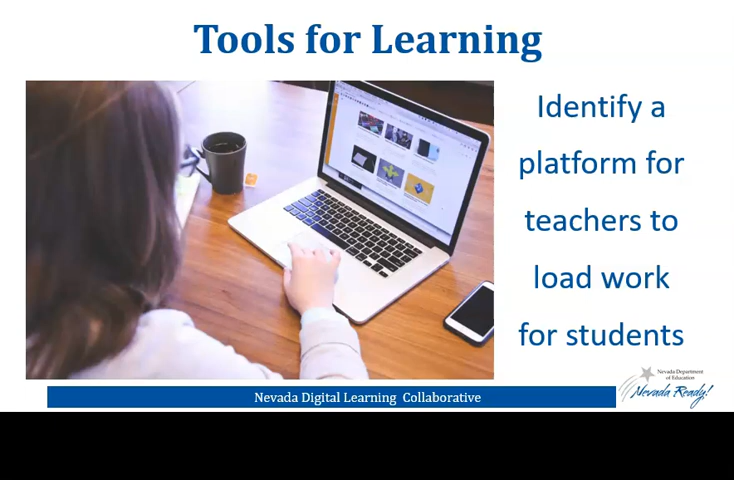 Tools for Learning
Identify a
platform for
teachers to
load work
for students
Nevada Digital Learning Collaborative
Nevada Department
of Education
Nevada Ready!